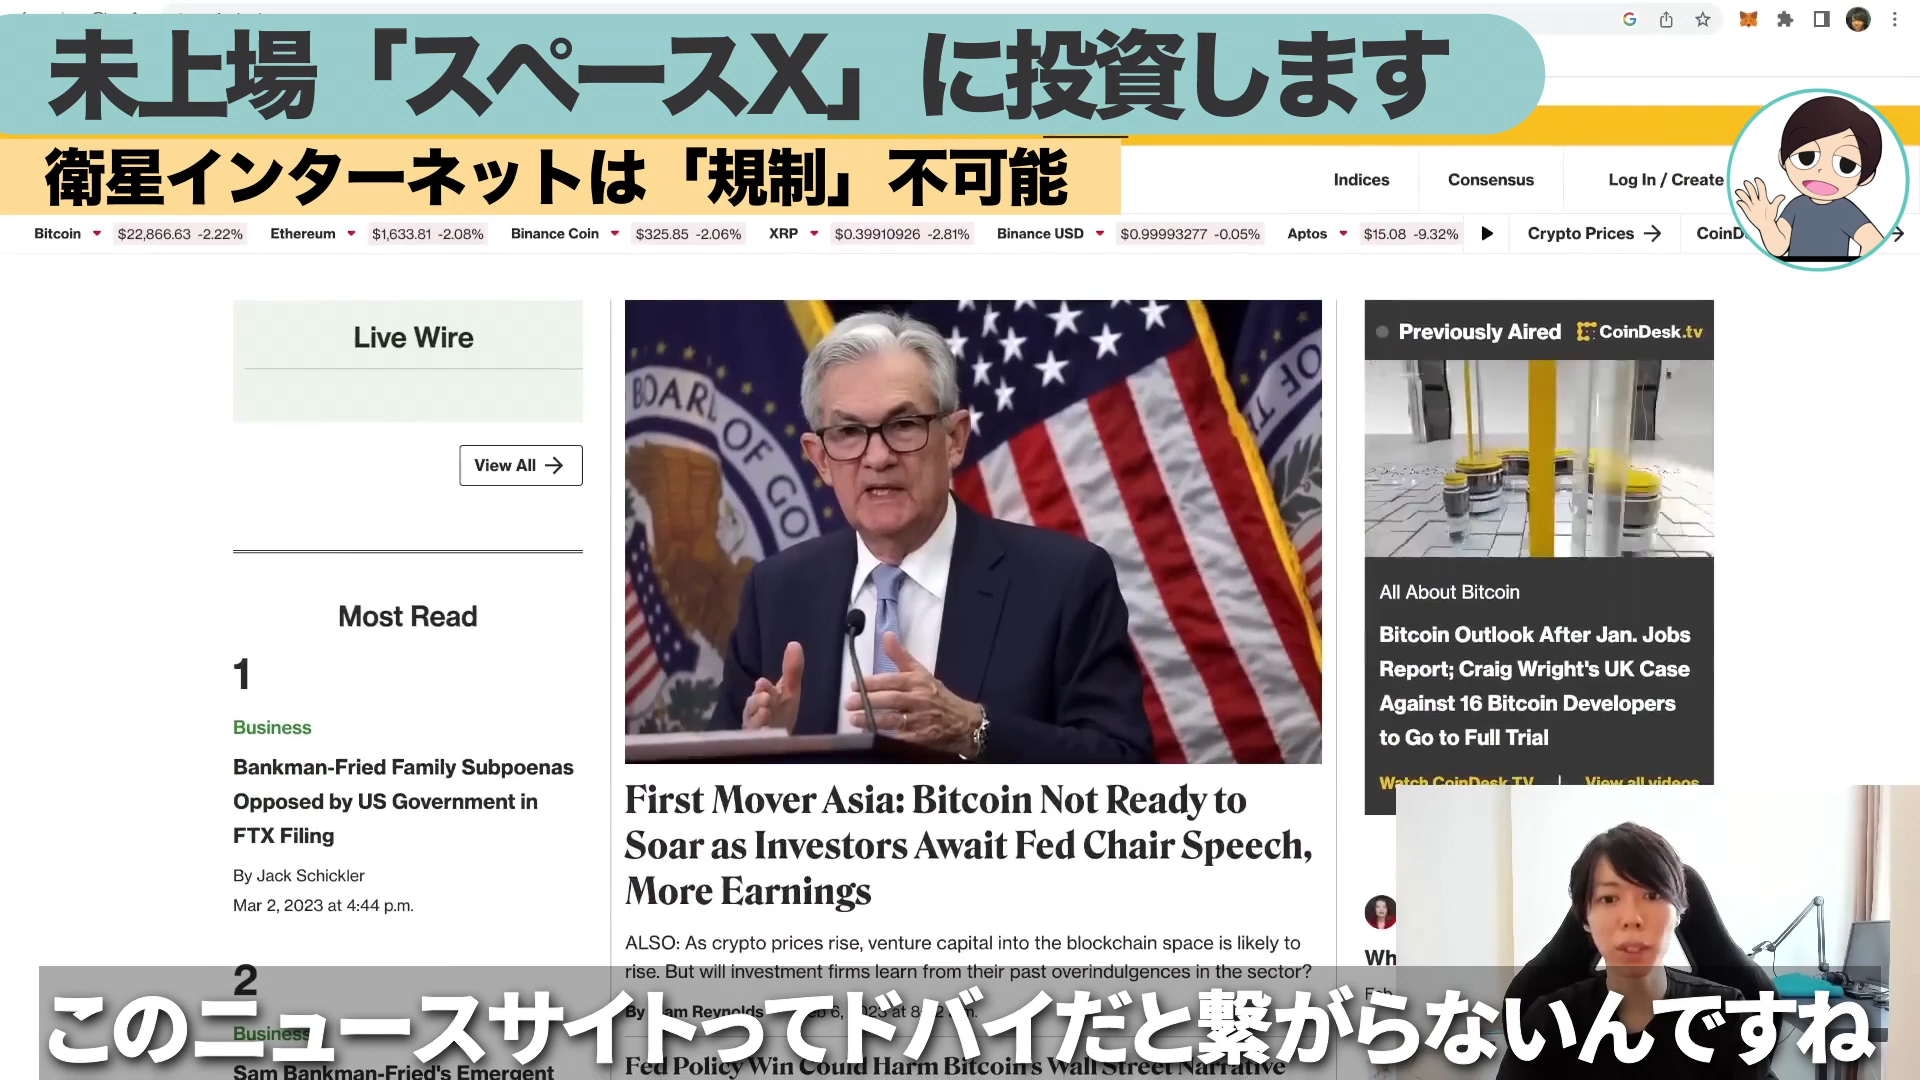 未上場「スペースX」に投資します
衛星インターネットは「規制」不可能
Indices
Consensus
Log In / Create
Bitcoin $22,866.63 -2.22% Ethereum $1,633.81 -2.08% Binance Coin $325.85 -2.06% XRP $0.39910926 -2.81% Binance USD $0.99993277 -0.05% Aptos $15.08 -9.32% Crypto Prices
Live Wire
View All
Most Read
1
Business
Bankman-Fried Family Subpoenas
Opposed by US Government in
FTX Filing
By Jack Schickler
Mar 2, 2023 at 4:44 p.m.
2
Business
Sam Bankman-Fried's Emergent
BOARD OF GO
First Mover Asia: Bitcoin Not Ready to
Soar as Investors Await Fed Chair Speech,
More Earnings
ALSO: As crypto prices rise, venture capital into the blockchain space is likely to
rise. But will investment firms learn from their past overindulgences in the sector?
By Sam Reynolds
Fed Policy Win Could Harm Bitcoin's Wall Street Narrative
Previously Aired CoinDesk.tv
All About Bitcoin
Bitcoin Outlook After Jan. Jobs
Report; Craig Wright's UK Case
Against 16 Bitcoin Developers
to Go to Full Trial
Watch CoinDesk TV | View all videos
このニュースサイトってドバイだと繋がらないんですね